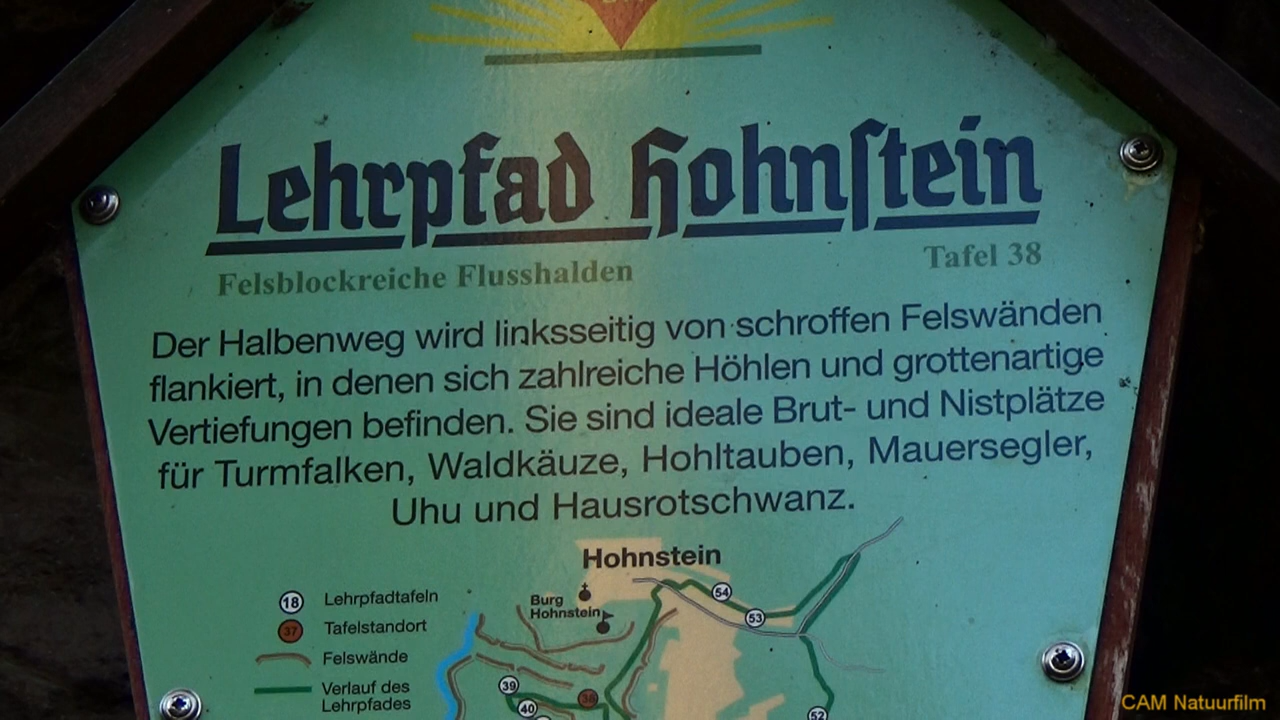 Lehrpfad Hohnſtein
Felsblockreiche Flusshalden
Tafel 38
Der Halbenweg wird linksseitig von schroffen Felswänden
flankiert, in denen sich zahlreiche Höhlen und grottenartige
Vertiefungen befinden. Sie sind ideale Brut- und Nistplätze
für Turmfalken, Waldkäuze, Hohltauben, Mauersegler,
Uhu und Hausrotschwanz.
Hohnstein
18 Lehrpfadtafeln
37 Tafelstandort
Felswände
Verlauf des
Lehrpfades
Burg
Hohnstein
54
53
39
38
40
52
CAM Natuurfilm